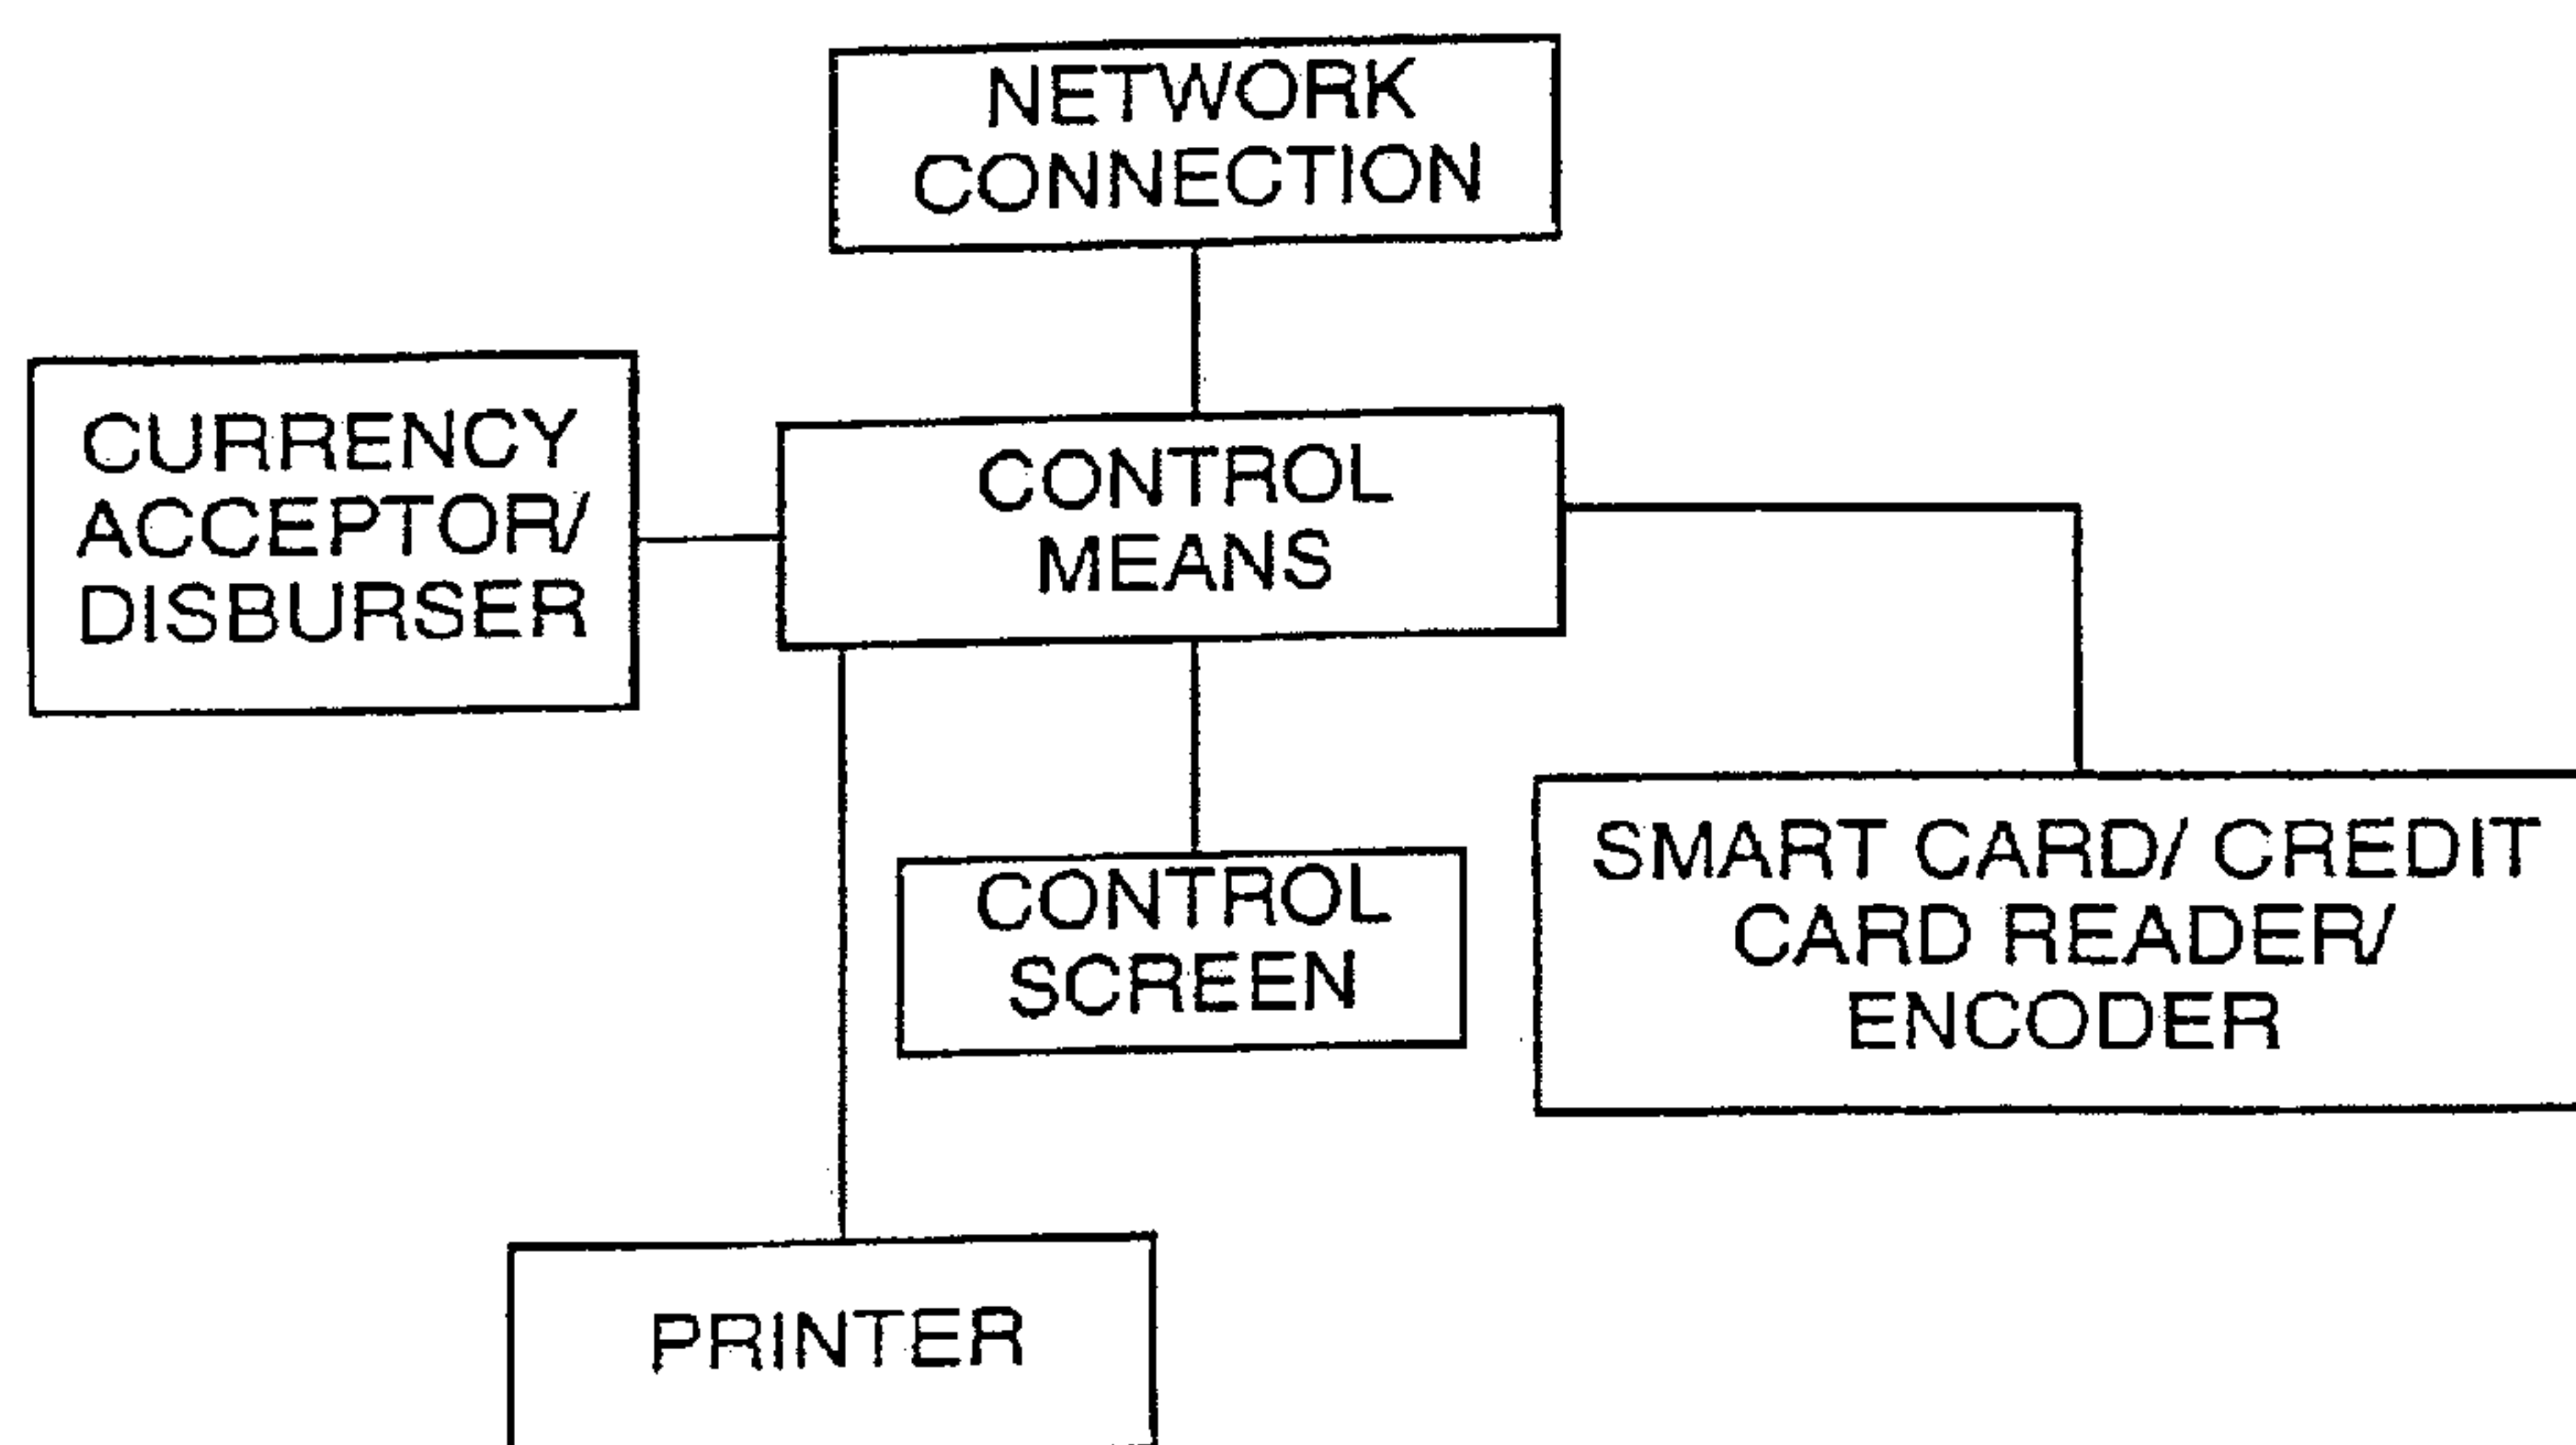 NETWORK
CONNECTION
CURRENCY
ACCEPTOR/
DISBURSER
CONTROL
MEANS
CONTROL
SCREEN
SMART CARD/ CREDIT
CARD READER/
ENCODER
PRINTER